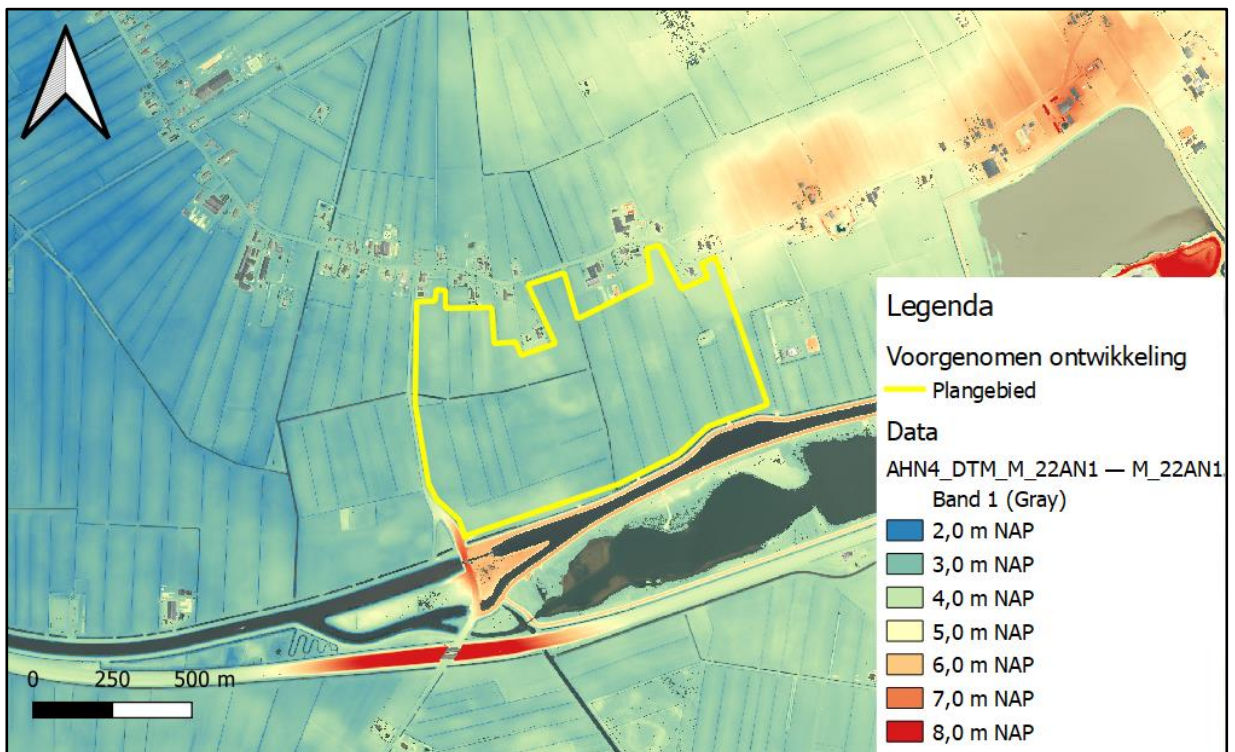 Legenda
Voorgenomen ontwikkeling
Plangebied
Data
AHN4_DTM_M_22AN1 — M_22AN1.
Band 1 (Gray)
2,0 m NAP
3,0 m NAP
4,0 m NAP
5,0 m NAP
6,0 m NAP
7,0 m NAP
8,0 m NAP
0 250 500 m